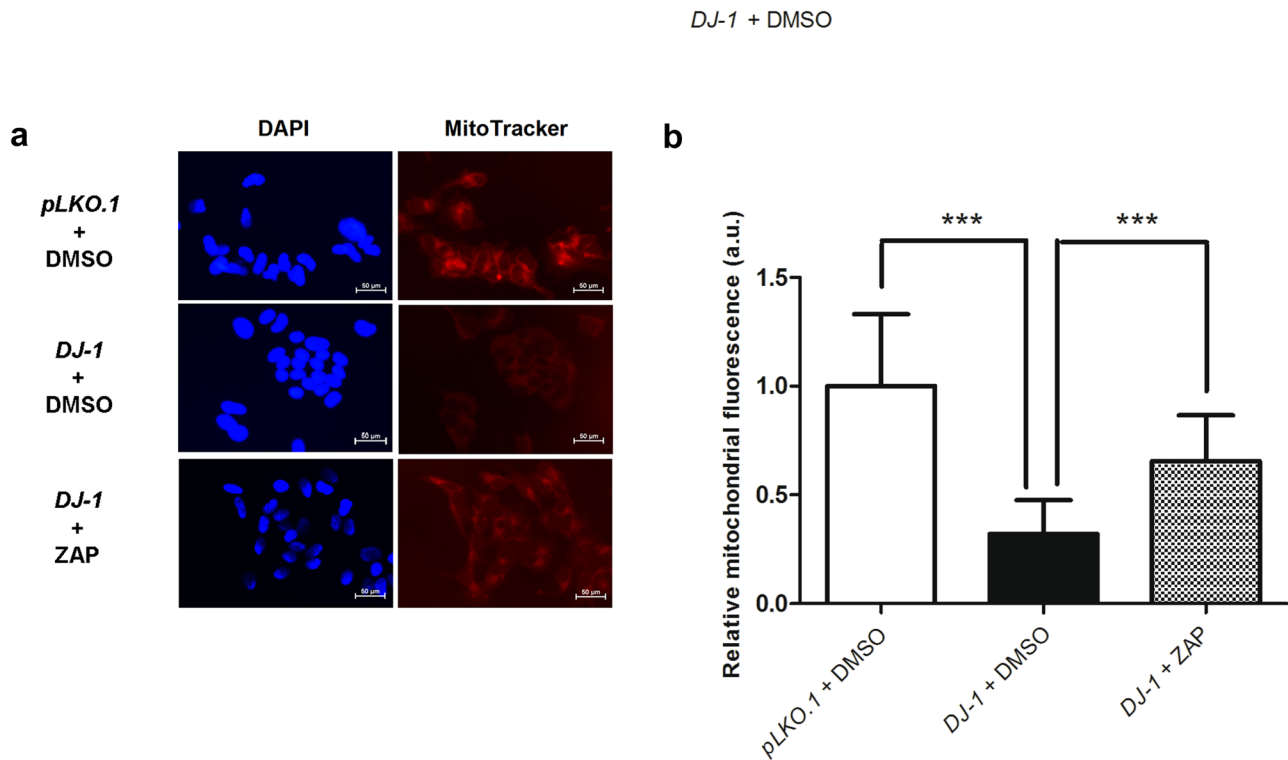 DJ-1 + DMSO
a
DAPI
MitoTracker
pLKO.1
+
DMSO
50 µm
50 µm
DJ-1
+
DMSO
50 µm
50 µm
DJ-1
+
ZAP
50 µm
50 µm
b
Relative mitochondrial fluorescence (a.u.)
***
***
1.5
1.0
0.5
0.0
pLKO.1 + DMSO
DJ-1 + DMSO
DJ-1 + ZAP